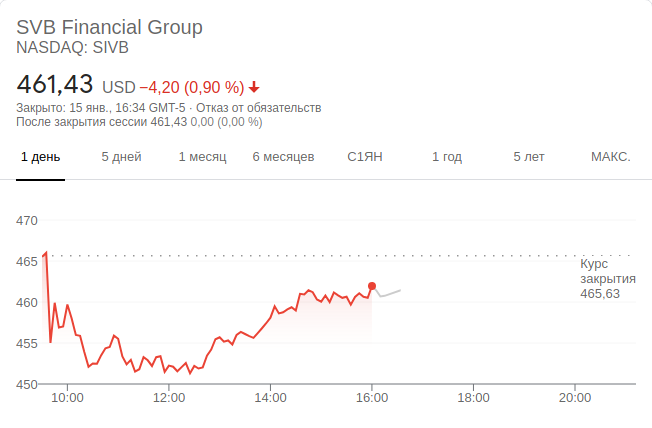 SVB Financial Group
NASDAQ: SIVB
461,43 USD −4,20 (0,90 %)
Закрыто: 15 янв., 16:34 GMT-5 · Отказ от обязательств
После закрытия сессии 461,43 0,00 (0,00 %)
1 день 5 дней 1 месяц 6 месяцев С1ЯН 1 год 5 лет МАКС.
470
465
460
455
450
Курс
закрытия
465,63
10:00 12:00 14:00 16:00 18:00 20:00